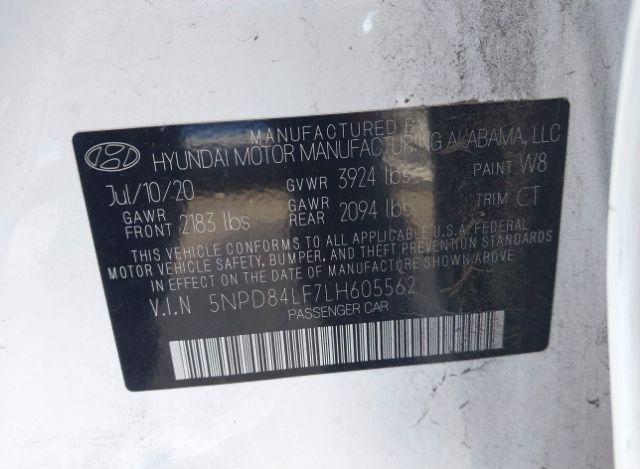 MANUFACTURED BY
HYUNDAI MOTOR MANUFACTURING ALABAMA, LLC
Jul/10/20 GVWR 3924 lbs PAINT W8
GAWR FRONT 2183 lbs GAWR REAR 2094 lbs TRIM CT
THIS VEHICLE CONFORMS TO ALL APPLICABLE U.S.A. FEDERAL
MOTOR VEHICLE SAFETY, BUMPER, AND THEFT PREVENTION STANDARDS
IN EFFECT ON THE DATE OF MANUFACTURE SHOWN ABOVE
V.I.N 5NPD84LF7LH605562
PASSENGER CAR